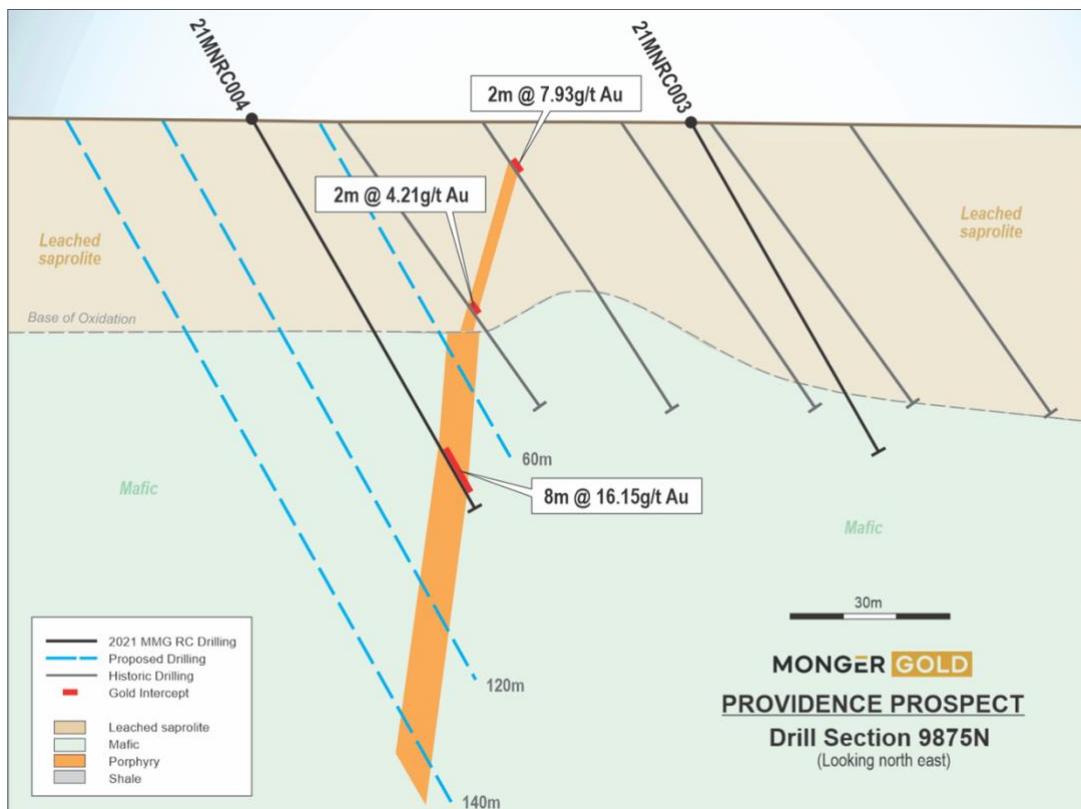 21MNRC004
21MNRC003
2m @ 7.93g/t Au
2m @ 4.21g/t Au
Leached
saprolite
Leached
saprolite
Base of Oxidation
60m
8m @ 16.15g/t Au
Mafic
Mafic
30m
120m
140m
2021 MMG RC Drilling
Proposed Drilling
Historic Drilling
Gold Intercept
Leached saprolite
Mafic
Porphyry
Shale
MONGER GOLD
PROVIDENCE PROSPECT
Drill Section 9875N
(Looking north east)